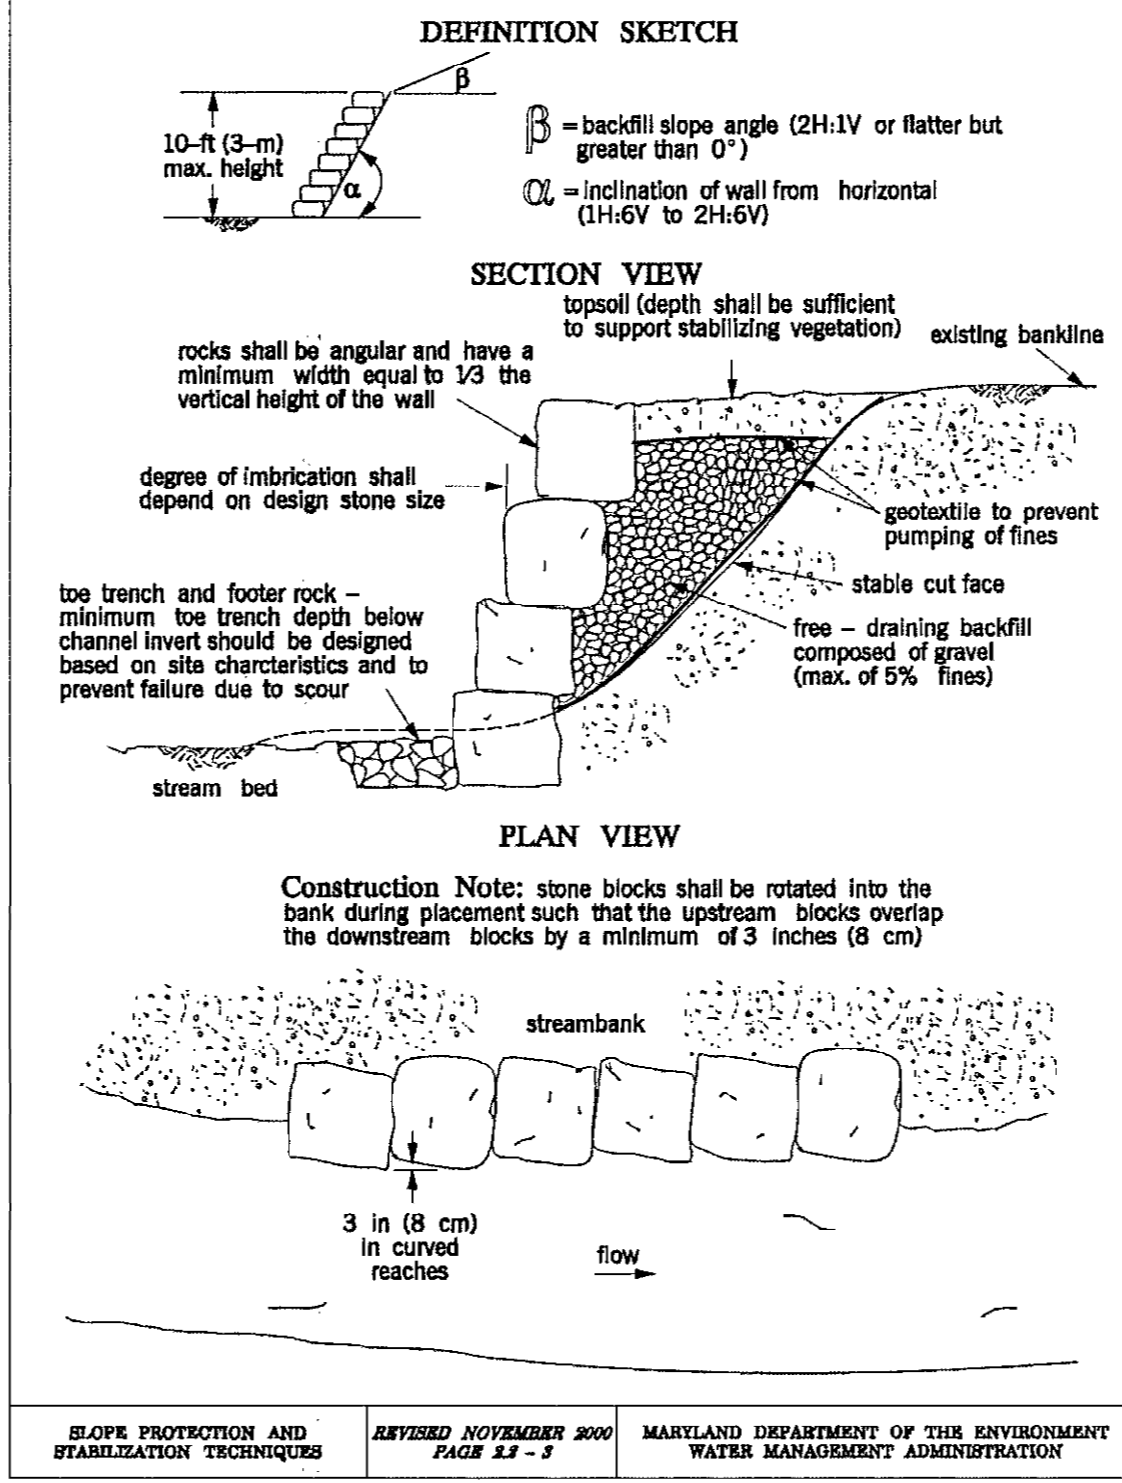 DEFINITION SKETCH
β
10-ft (3-m)
max. height
α
β = backfill slope angle (2H:1V or flatter but
greater than 0°)
α = inclination of wall from horizontal
(1H:6V to 2H:6V)
SECTION VIEW
topsoil (depth shall be sufficient
to support stabilizing vegetation)
existing bankline
rocks shall be angular and have a
minimum width equal to 1/3 the
vertical height of the wall
degree of imbrication shall
depend on design stone size
geotextile to prevent
pumping of fines
stable cut face
toe trench and footer rock –
minimum toe trench depth below
channel invert should be designed
based on site charcteristics and to
prevent failure due to scour
free – draining backfill
composed of gravel
(max. of 5% fines)
stream bed
PLAN VIEW
Construction Note: stone blocks shall be rotated into the
bank during placement such that the upstream blocks overlap
the downstream blocks by a minimum of 3 inches (8 cm)
streambank
3 in (8 cm)
in curved
reaches
flow
SLOPE PROTECTION AND
STABILIZATION TECHNIQUES
REVISED NOVEMBER 2000
PAGE 2.2 - 3
MARYLAND DEPARTMENT OF THE ENVIRONMENT
WATER MANAGEMENT ADMINISTRATION